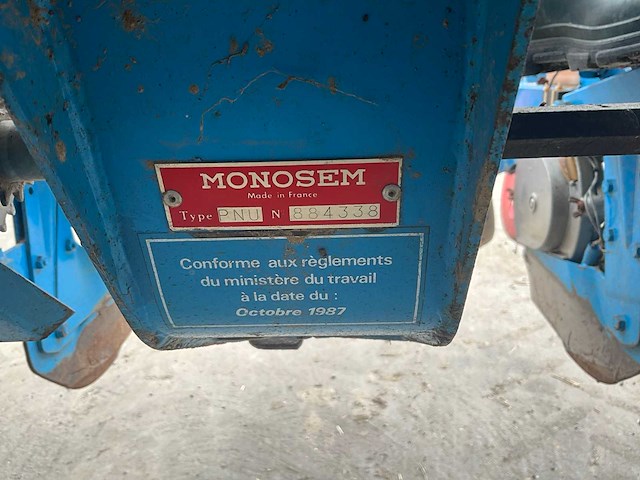 MONOSEM
Made in France
Type PNU N 884338
Conforme aux règlements
du ministère du travail
à la date du :
Octobre 1987